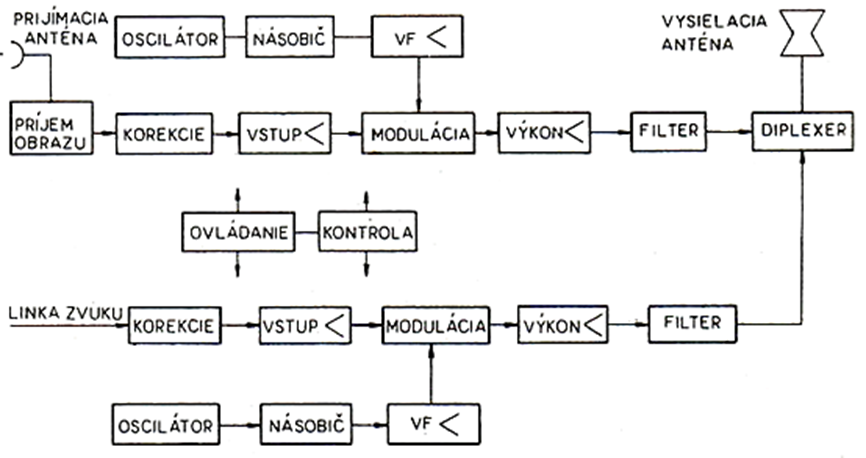 PRIJÍMACIA
ANTÉNA
OSCILÁTOR
NÁSOBIČ
VF <
VYSIELACIA
ANTÉNA
PRÍJEM
OBRAZU
KOREKCIE
VSTUP <
MODULÁCIA
VÝKON <
FILTER
DIPLEXER
OVLÁDANIE
KONTROLA
LINKA ZVUKU
KOREKCIE
VSTUP <
MODULÁCIA
VÝKON <
FILTER
OSCILÁTOR
NÁSOBIČ
VF <